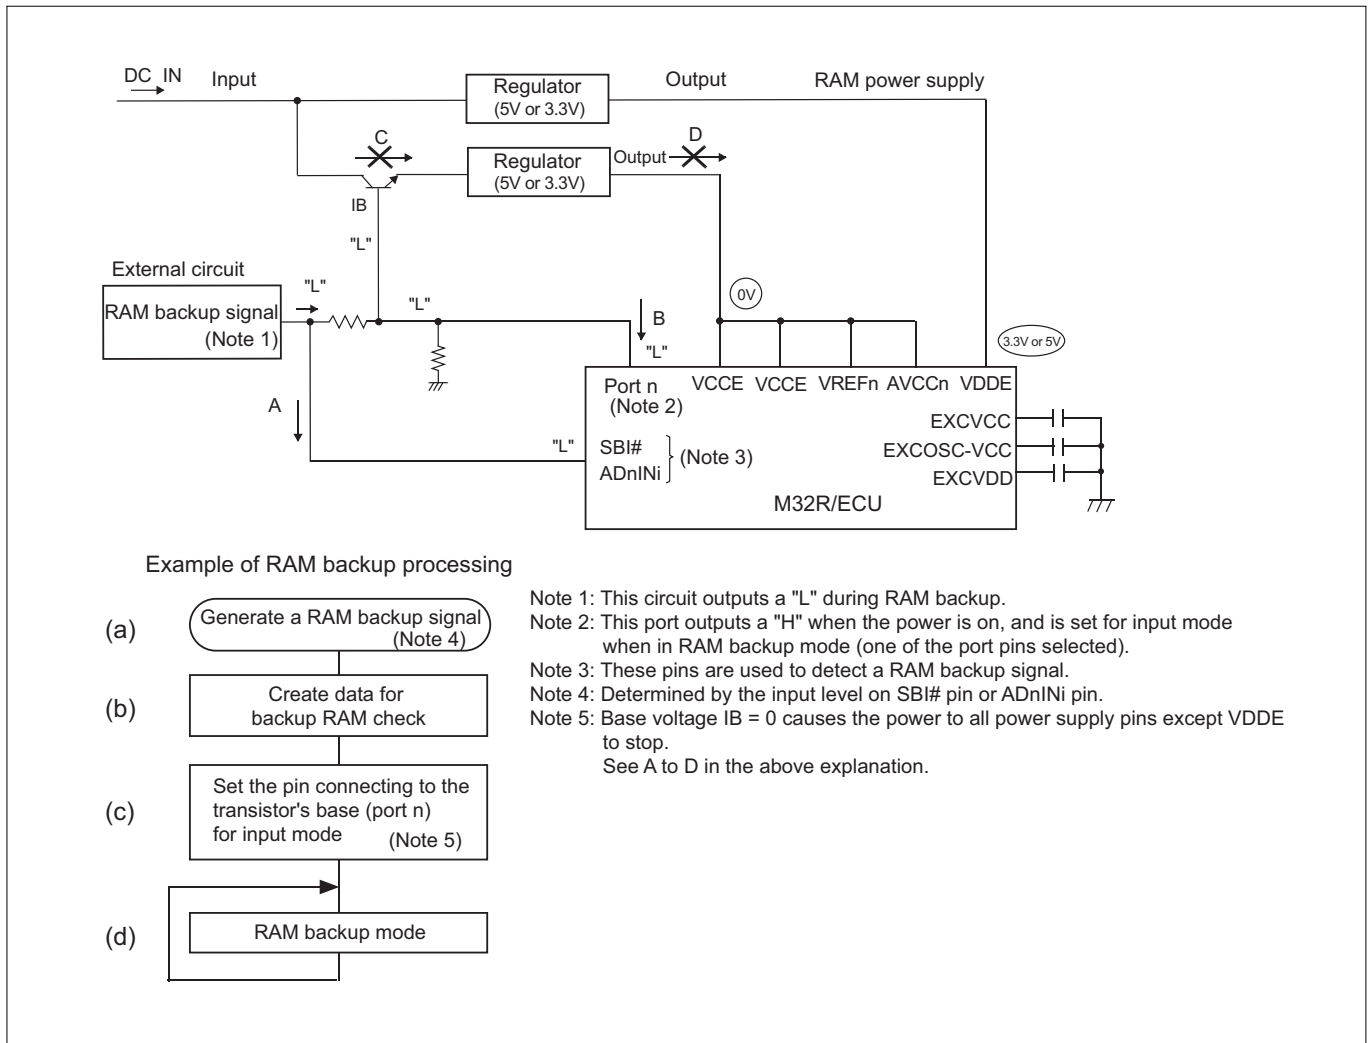 DC IN
Input
Regulator
(5V or 3.3V)
Output
RAM power supply
C
D
Regulator
(5V or 3.3V)
Output
IB
"L"
External circuit
"L"
RAM backup signal
(Note 1)
"L"
0V
B
"L"
3.3V or 5V
A
Port n
(Note 2)
VCCE
VCCE
VREFn
AVCCn
VDDE
EXCVCC
"L"
SBI#
ADnINi
(Note 3)
EXCOSC-VCC
EXCVDD
M32R/ECU
Example of RAM backup processing
(a)
Generate a RAM backup signal
(Note 4)
(b)
Create data for
backup RAM check
(c)
Set the pin connecting to the
transistor's base (port n)
for input mode
(Note 5)
(d)
RAM backup mode
Note 1: This circuit outputs a "L" during RAM backup.
Note 2: This port outputs a "H" when the power is on, and is set for input mode
when in RAM backup mode (one of the port pins selected).
Note 3: These pins are used to detect a RAM backup signal.
Note 4: Determined by the input level on SBI# pin or ADnINi pin.
Note 5: Base voltage IB = 0 causes the power to all power supply pins except VDDE
to stop.
See A to D in the above explanation.